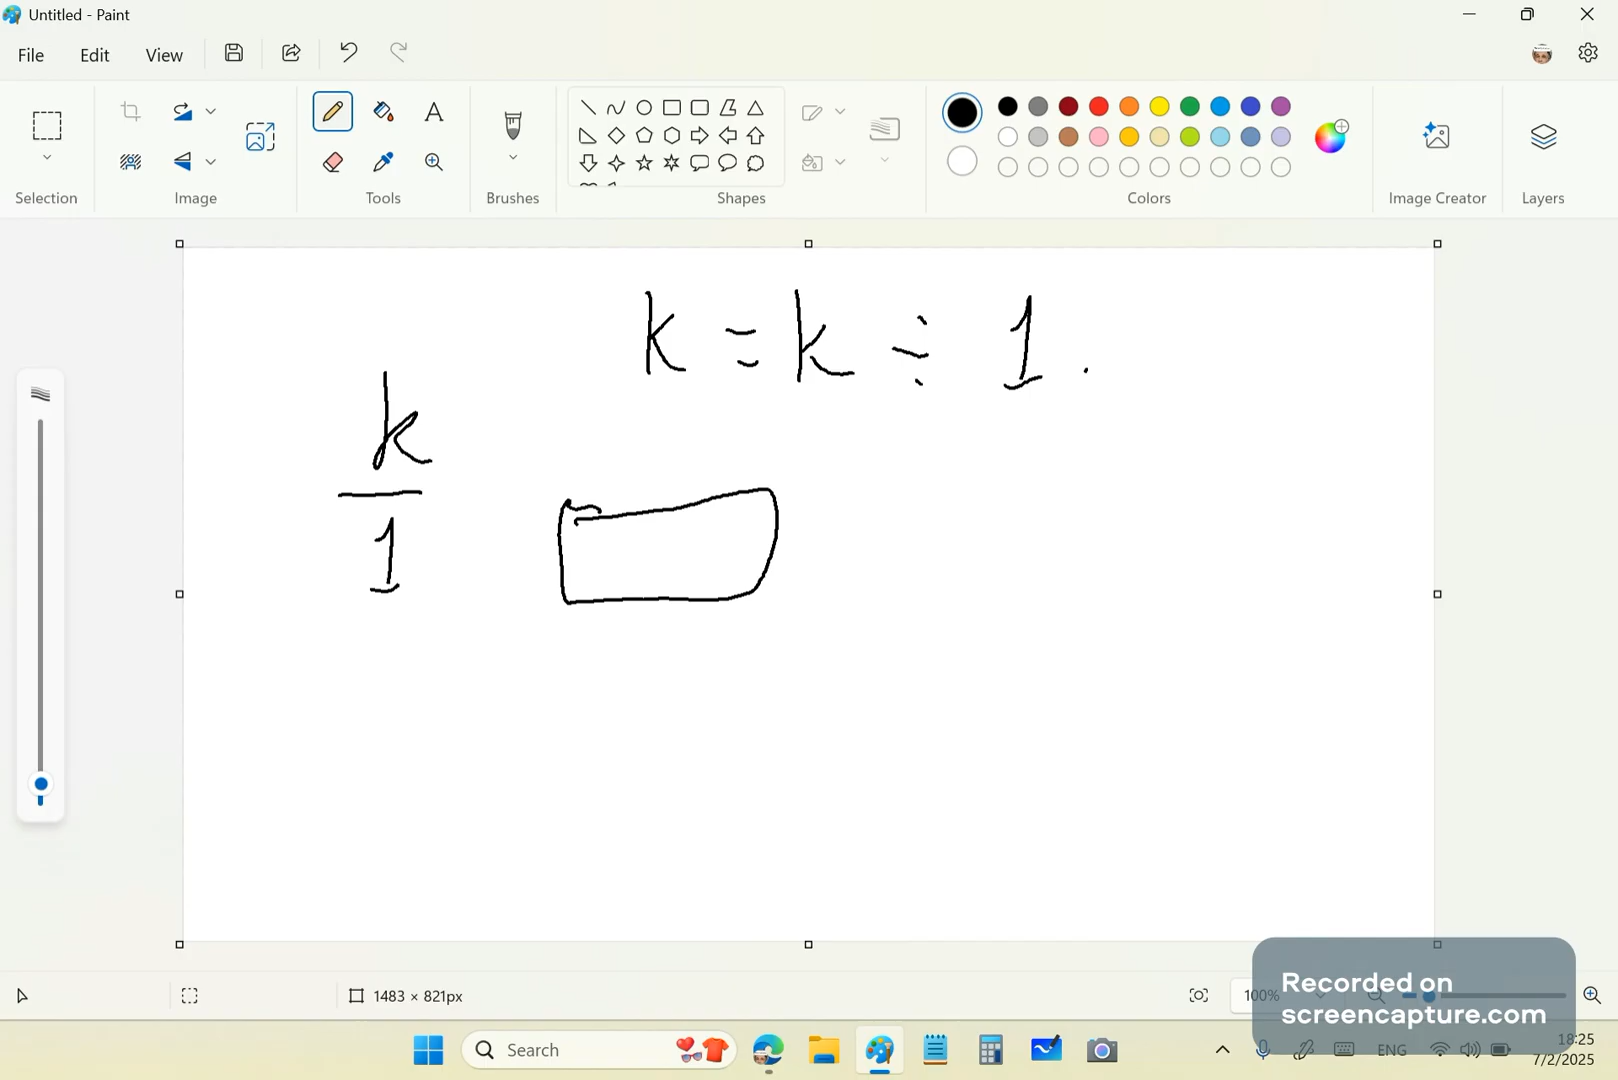 Untitled - Paint
File Edit View
Selection Image Tools Brushes Shapes Colors Image Creator Layers
k = k ÷ 1.
k
1
1483 × 821px
100%
Recorded on
screencapture.com
Search
ENG
18:25
7/2/2025